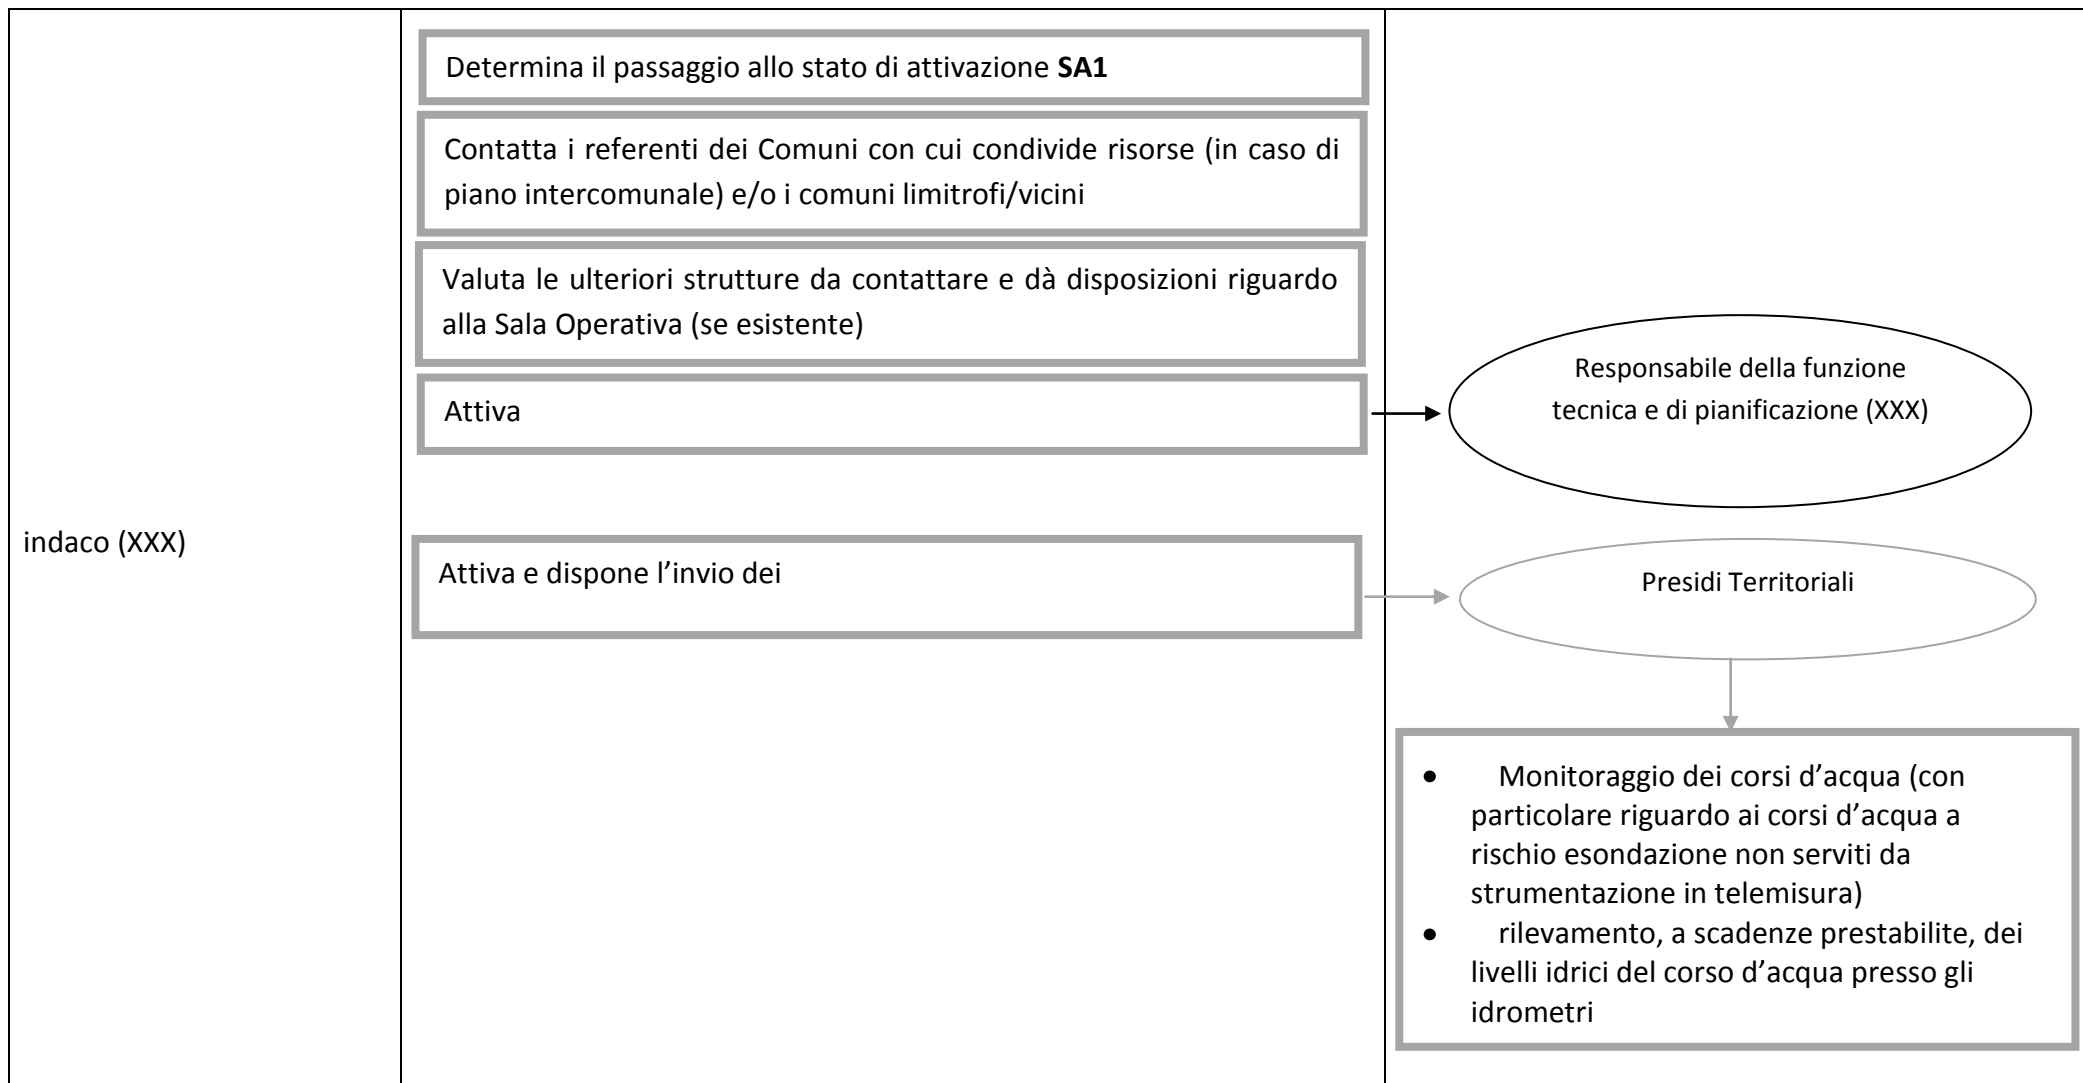 indaco (XXX)
Determina il passaggio allo stato di attivazione SA1
Contatta i referenti dei Comuni con cui condivide risorse (in caso di
piano intercomunale) e/o i comuni limitrofi/vicini
Valuta le ulteriori strutture da contattare e dà disposizioni riguardo
alla Sala Operativa (se esistente)
Attiva
Responsabile della funzione
tecnica e di pianificazione (XXX)
Attiva e dispone l’invio dei
Presidi Territoriali
• Monitoraggio dei corsi d’acqua (con
particolare riguardo ai corsi d’acqua a
rischio esondazione non serviti da
strumentazione in telemisura)
• rilevamento, a scadenze prestabilite, dei
livelli idrici del corso d’acqua presso gli
idrometri